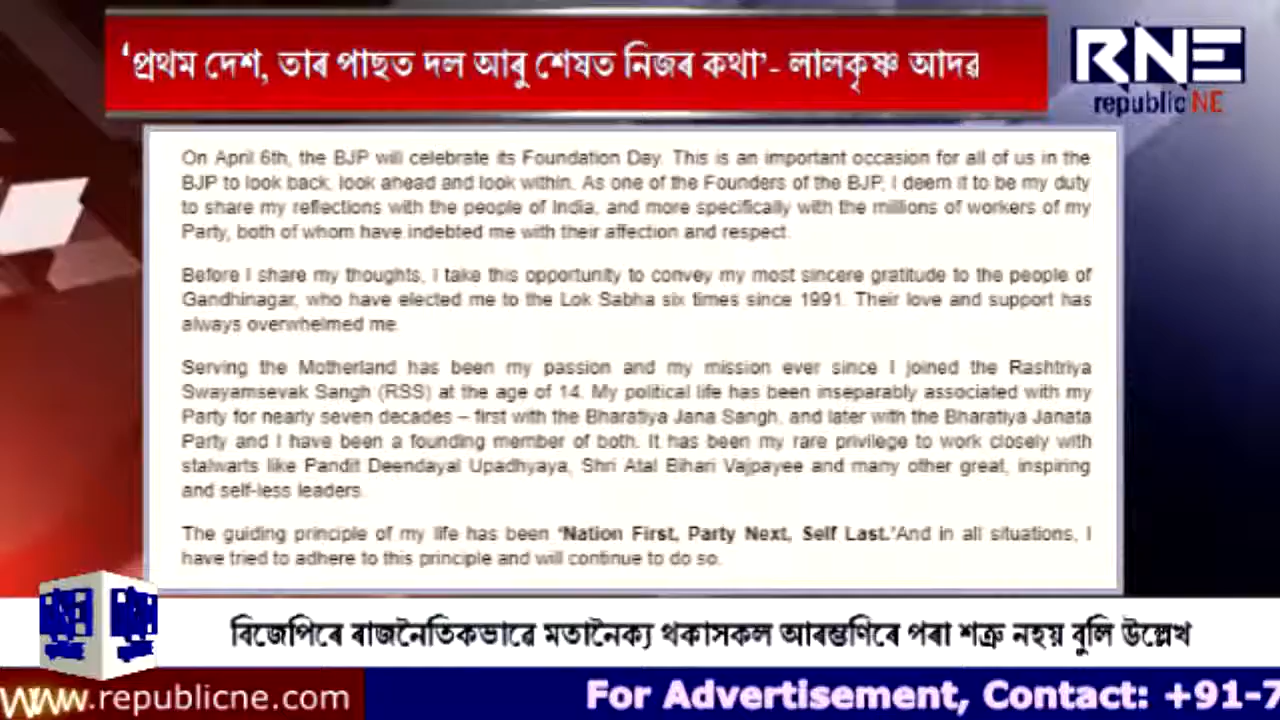 ‘প্ৰথম দেশ, তাৰ পাছত দল আৰু শেষত নিজৰ কথা’- লালকৃষ্ণ আদৱ
RNE
republic NE
On April 6th, the BJP will celebrate its Foundation Day. This is an important occasion for all of us in the
BJP to look back, look ahead and look within. As one of the Founders of the BJP, I deem it to be my duty
to share my reflections with the people of India, and more specifically with the millions of workers of my
Party, both of whom have indebted me with their affection and respect.
Before I share my thoughts, I take this opportunity to convey my most sincere gratitude to the people of
Gandhinagar, who have elected me to the Lok Sabha six times since 1991. Their love and support has
always overwhelmed me.
Serving the Motherland has been my passion and my mission ever since I joined the Rashtriya
Swayamsevak Sangh (RSS) at the age of 14. My political life has been inseparably associated with my
Party for nearly seven decades – first with the Bharatiya Jana Sangh, and later with the Bharatiya Janata
Party and I have been a founding member of both. It has been my rare privilege to work closely with
stalwarts like Pandit Deendayal Upadhyaya, Shri Atal Bihari Vajpayee and many other great, inspiring
and self-less leaders.
The guiding principle of my life has been ‘Nation First, Party Next, Self Last.’And in all situations, I
have tried to adhere to this principle and will continue to do so.
RNE RNE
বিজেপিৰে ৰাজনৈতিকভাৱে মতানৈক্য থকাসকল আৰম্ভণিৰে পৰা শত্ৰু নহয় বুলি উল্লেখ
www.republicne.com
For Advertisement, Contact: +91-7